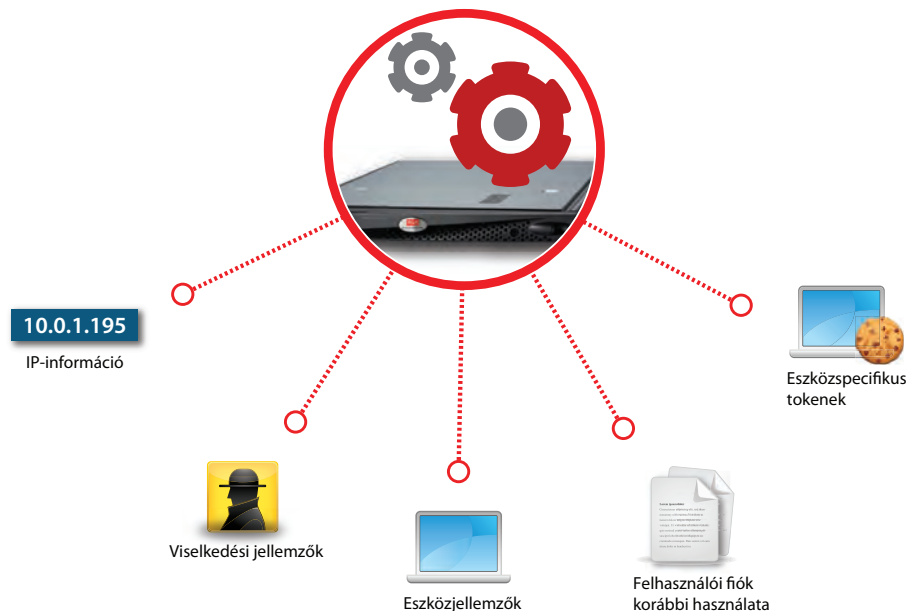 10.0.1.195
IP-információ
Eszközspecifikus
tokenek
Viselkedési jellemzők
Eszközjellemzők
Felhasználói fiók
korábbi használata